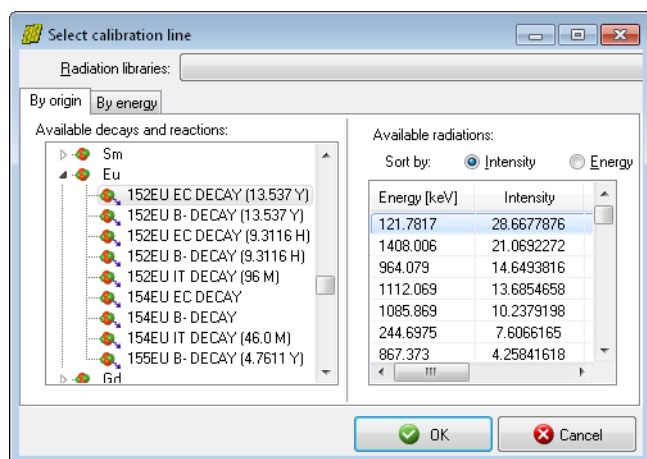 Select calibration line
Radiation libraries:
By origin By energy
Available decays and reactions:
Sm
Eu
152EU EC DECAY (13.537 Y)
152EU B- DECAY (13.537 Y)
152EU EC DECAY (9.3116 H)
152EU B- DECAY (9.3116 H)
152EU IT DECAY (96 M)
154EU EC DECAY
154EU B- DECAY
154EU IT DECAY (46.0 M)
155EU B- DECAY (4.7611 Y)
Gd
Available radiations:
Sort by: Intensity Energy
Energy [keV] Intensity
121.7817 28.6677876
1408.006 21.0692272
964.079 14.6493816
1112.069 13.6854658
1085.869 10.2379198
244.6975 7.6066165
867.373 4.25841618
OK Cancel